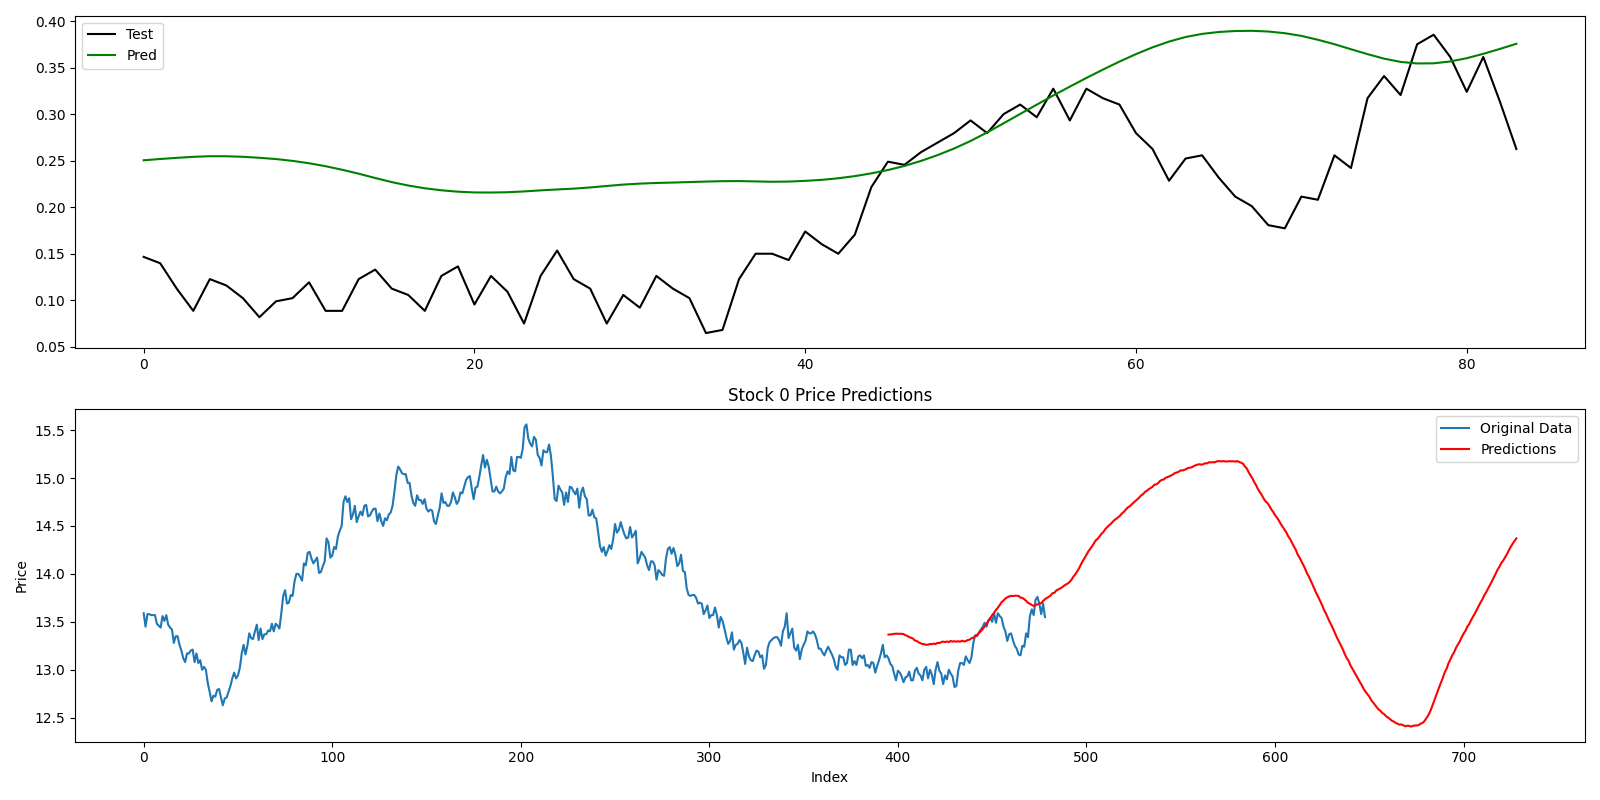 0.40
0.35
0.30
0.25
0.20
0.15
0.10
0.05
Test
Pred
0 20 40 60 80
Stock 0 Price Predictions
15.5
15.0
14.5
14.0
13.5
13.0
12.5
Price
Original Data
Predictions
0 100 200 300 400 500 600 700
Index